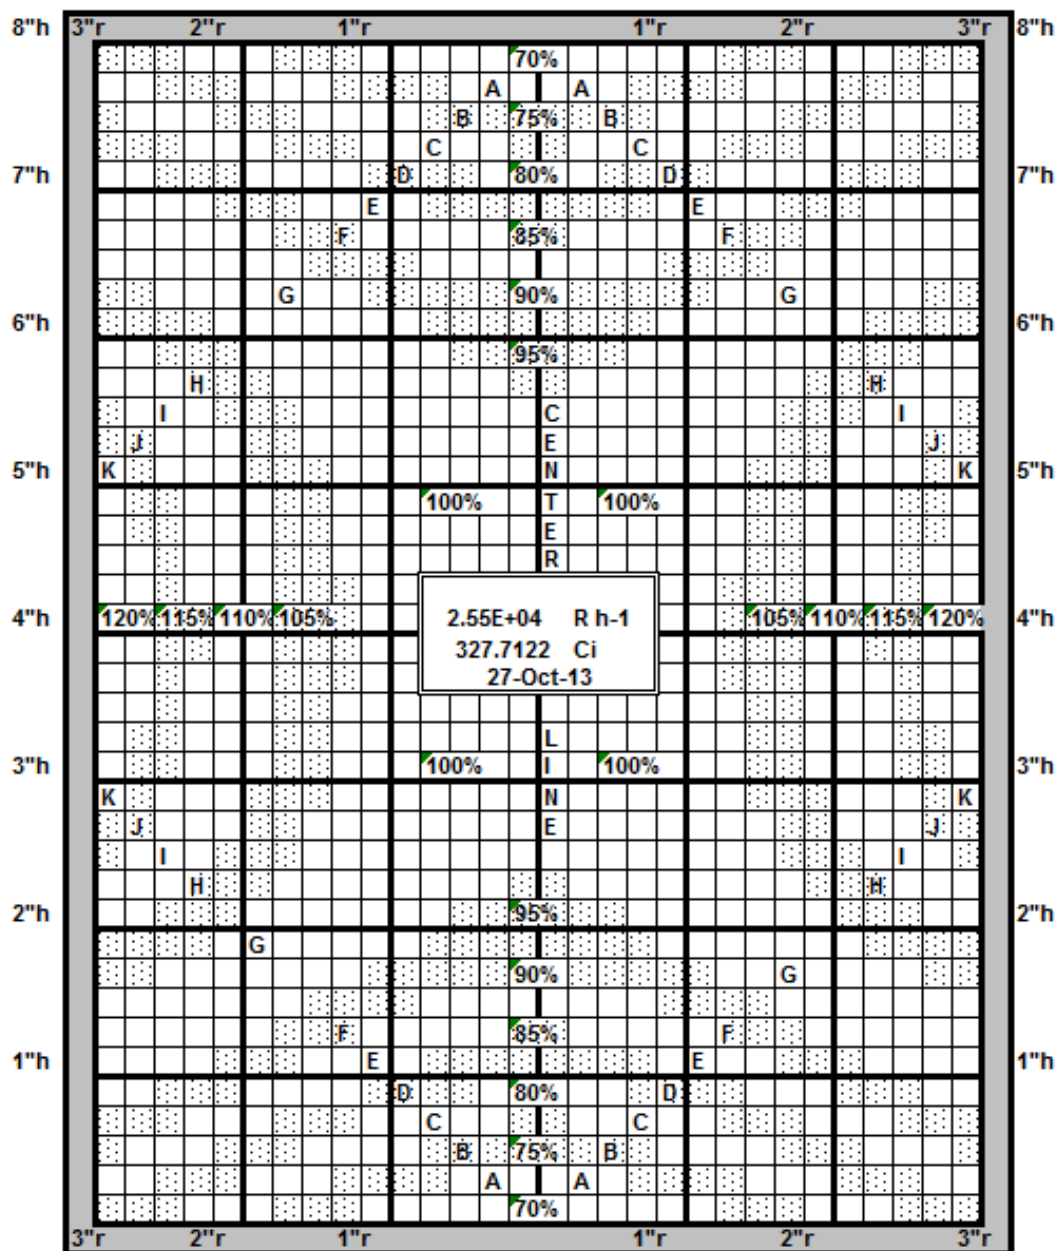 8"h 3"r 2"r 1"r 1"r 2"r 3"r 8"h
70%
A A
B 75% B
C C
7"h D 80% D 7"h
E E
F 85% F
G 90% G
6"h 6"h
95%
H H
I C I
J E J
5"h K N K 5"h
100% T 100%
E
R
4"h 120% 115% 110% 105% 2.55E+04 R h-1 105% 110% 115% 120% 4"h
327.7122 Ci
27-Oct-13
L
3"h 100% I 100% 3"h
K N K
J E J
I I
H H
2"h 95% 2"h
G
90% G
F 85% F
1"h E E 1"h
D 80% D
C C
B 75% B
A A
70%
3"r 2"r 1"r 1"r 2"r 3"r